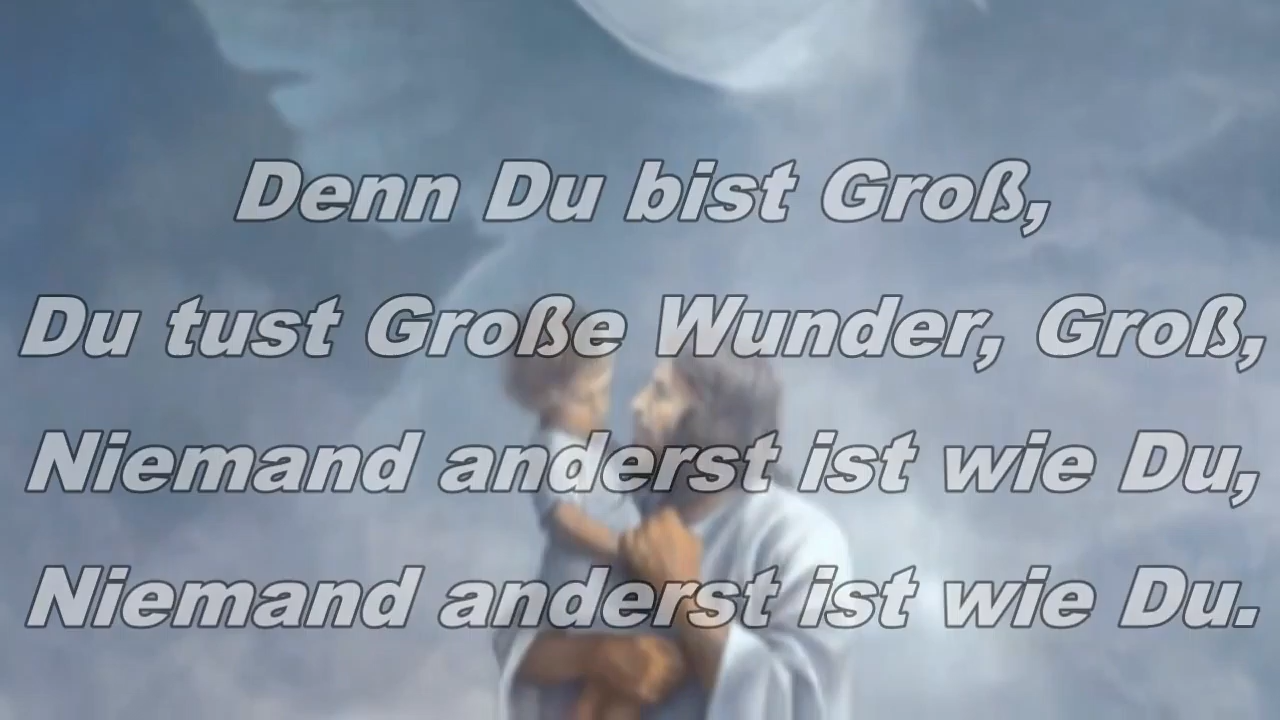 Denn Du bist Groß,
Du tust Große Wunder, Groß,
Niemand anderst ist wie Du,
Niemand anderst ist wie Du.